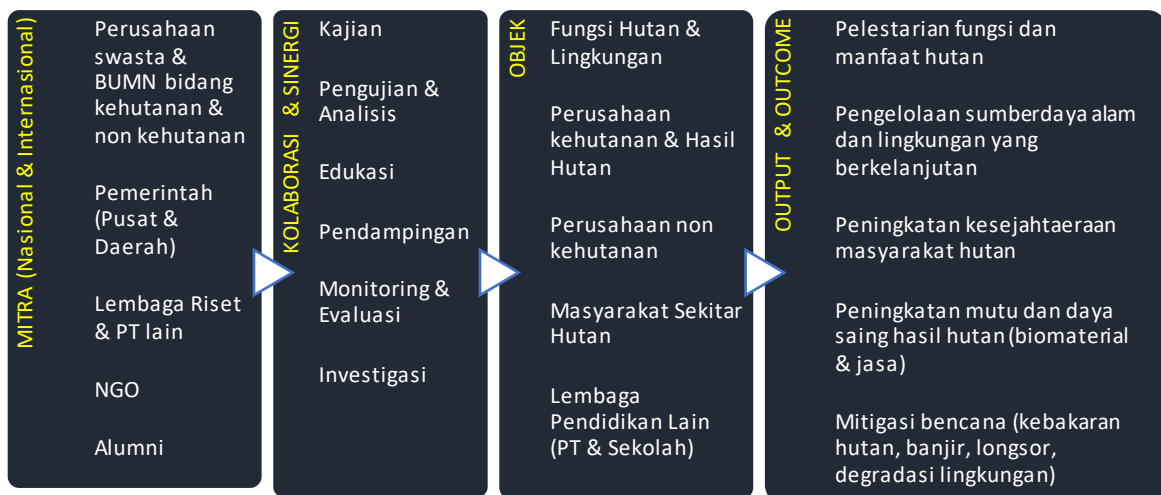 MITRA (Nasional & Internasional)
Perusahaan
swasta &
BUMN bidang
kehutanan &
non kehutanan
Pemerintah
(Pusat &
Daerah)
Lembaga Riset
& PT lain
NGO
Alumni
KOLABORASI & SINERGI
Kajian
Pengujian &
Analisis
Edukasi
Pendampingan
Monitoring &
Evaluasi
Investigasi
OBJEK
Fungsi Hutan &
Lingkungan
Perusahaan
kehutanan & Hasil
Hutan
Perusahaan non
kehutanan
Masyarakat Sekitar
Hutan
Lembaga
Pendidikan Lain
(PT & Sekolah)
OUTPUT & OUTCOME
Pelestarian fungsi dan
manfaat hutan
Pengelolaan sumberdaya alam
dan lingkungan yang
berkelanjutan
Peningkatan kesejahtaeraan
masyarakat hutan
Peningkatan mutu dan daya
saing hasil hutan (biomaterial
& jasa)
Mitigasi bencana (kebakaran
hutan, banjir, longsor,
degradasi lingkungan)